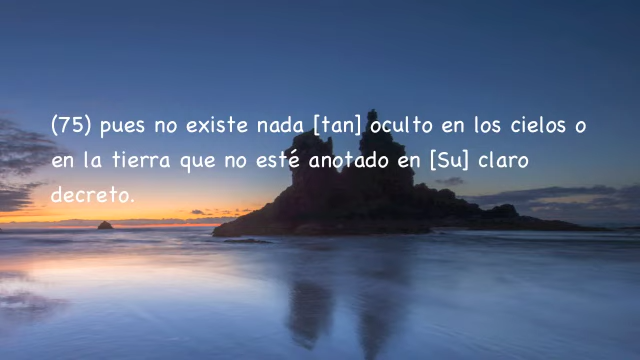 (75) pues no existe nada [tan] oculto en los cielos o
en la tierra que no esté anotado en [Su] claro
decreto.